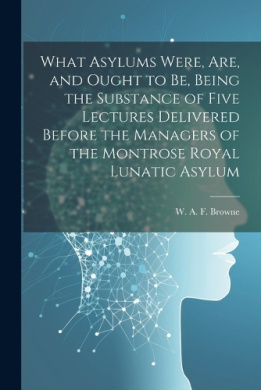 What Asylums Were, Are,
and Ought to Be, Being
the Substance of Five
Lectures Delivered
Before the Managers
of the Montrose Royal
Lunatic Asylum
W. A. F. Browne